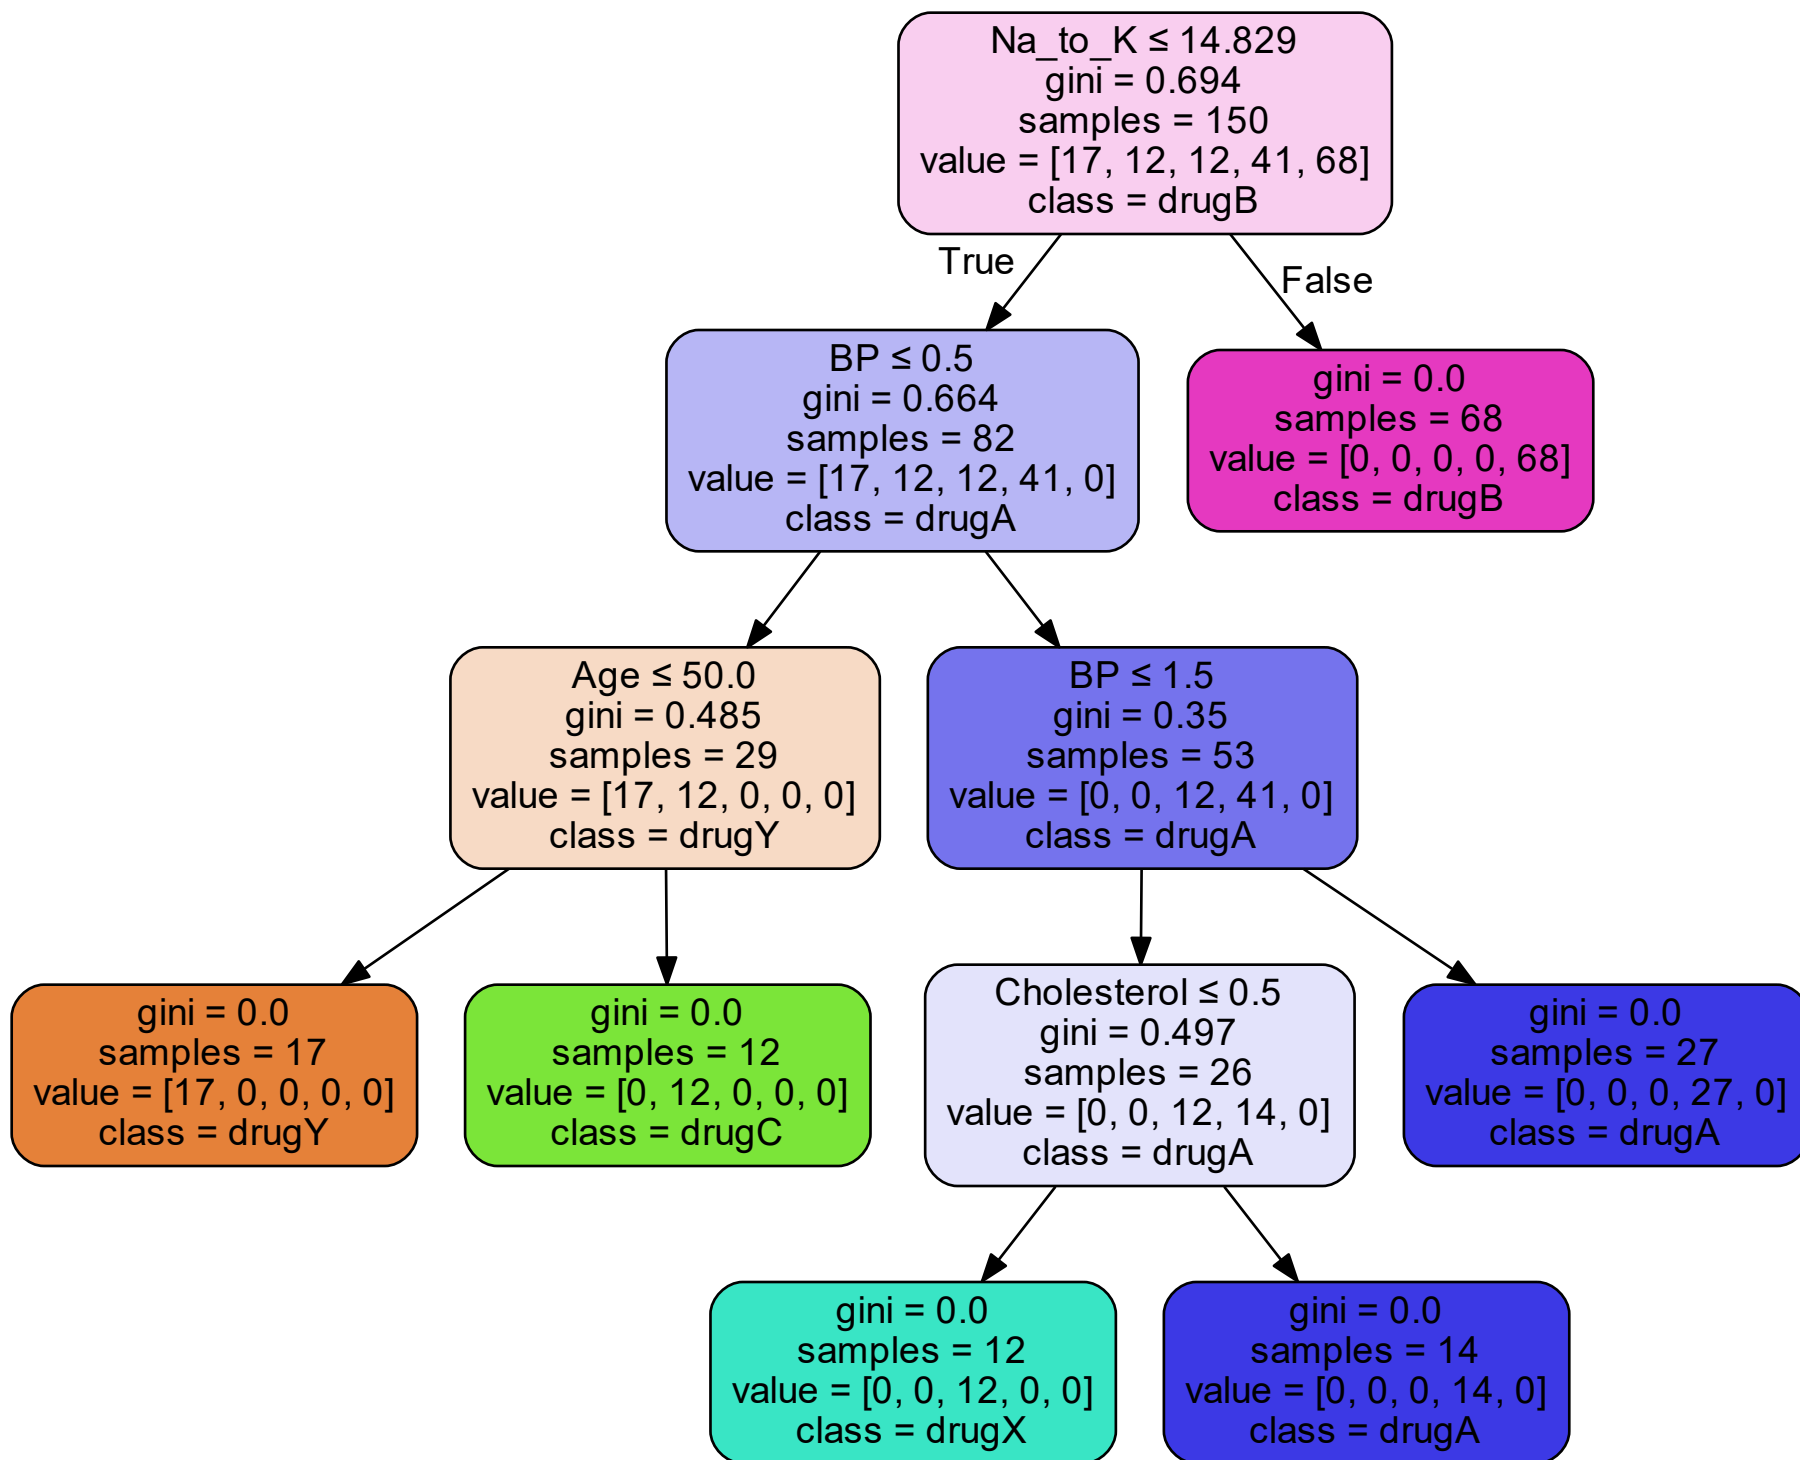 Na_to_K ≤ 14.829
gini = 0.694
samples = 150
value = [17, 12, 12, 41, 68]
class = drugB
True
False
BP ≤ 0.5
gini = 0.664
samples = 82
value = [17, 12, 12, 41, 0]
class = drugA
gini = 0.0
samples = 68
value = [0, 0, 0, 0, 68]
class = drugB
Age ≤ 50.0
gini = 0.485
samples = 29
value = [17, 12, 0, 0, 0]
class = drugY
BP ≤ 1.5
gini = 0.35
samples = 53
value = [0, 0, 12, 41, 0]
class = drugA
gini = 0.0
samples = 17
value = [17, 0, 0, 0, 0]
class = drugY
gini = 0.0
samples = 12
value = [0, 12, 0, 0, 0]
class = drugC
Cholesterol ≤ 0.5
gini = 0.497
samples = 26
value = [0, 0, 12, 14, 0]
class = drugA
gini = 0.0
samples = 27
value = [0, 0, 0, 27, 0]
class = drugA
gini = 0.0
samples = 12
value = [0, 0, 12, 0, 0]
class = drugX
gini = 0.0
samples = 14
value = [0, 0, 0, 14, 0]
class = drugA